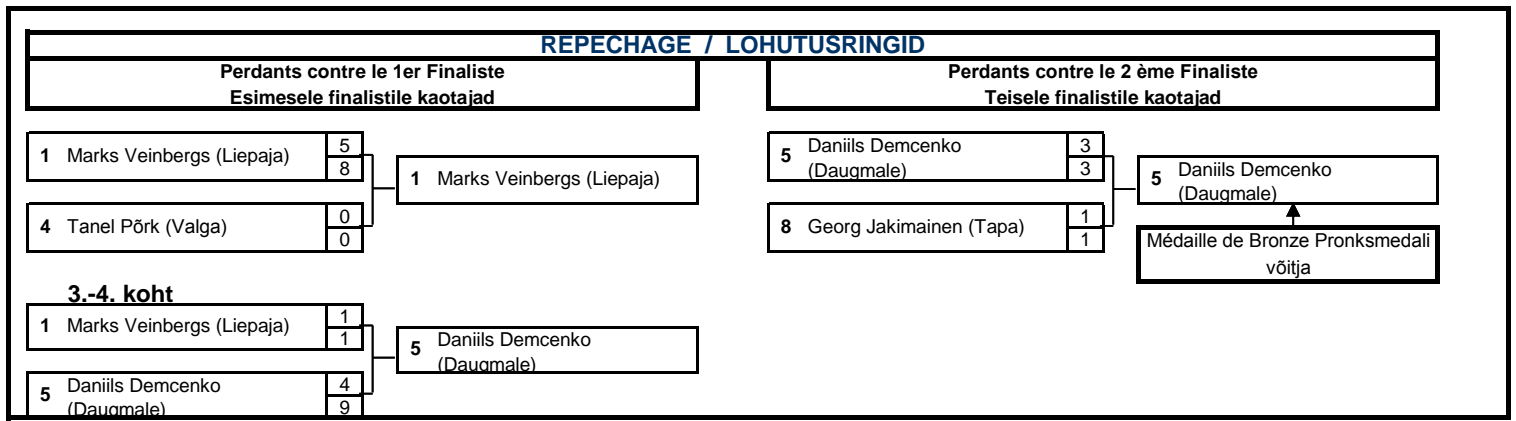 REPECHAGE / LOHUTUSRINGID
Perdants contre le 1er Finaliste
Esimesele finalistile kaotajad
Perdants contre le 2 ème Finaliste
Teisele finalistile kaotajad
1 Marks Veinbergs (Liepaja) 5
8
1 Marks Veinbergs (Liepaja)
4 Tanel Põrk (Valga) 0
0
5 Daniils Demcenko 3
(Daugmale) 3
5 Daniils Demcenko
(Daugmale)
8 Georg Jakimainen (Tapa) 1
1
Médaille de Bronze Pronksmedali
võitja
3.-4. koht
1 Marks Veinbergs (Liepaja) 1
1
5 Daniils Demcenko
(Daugmale)
5 Daniils Demcenko 4
(Daugmale) 9